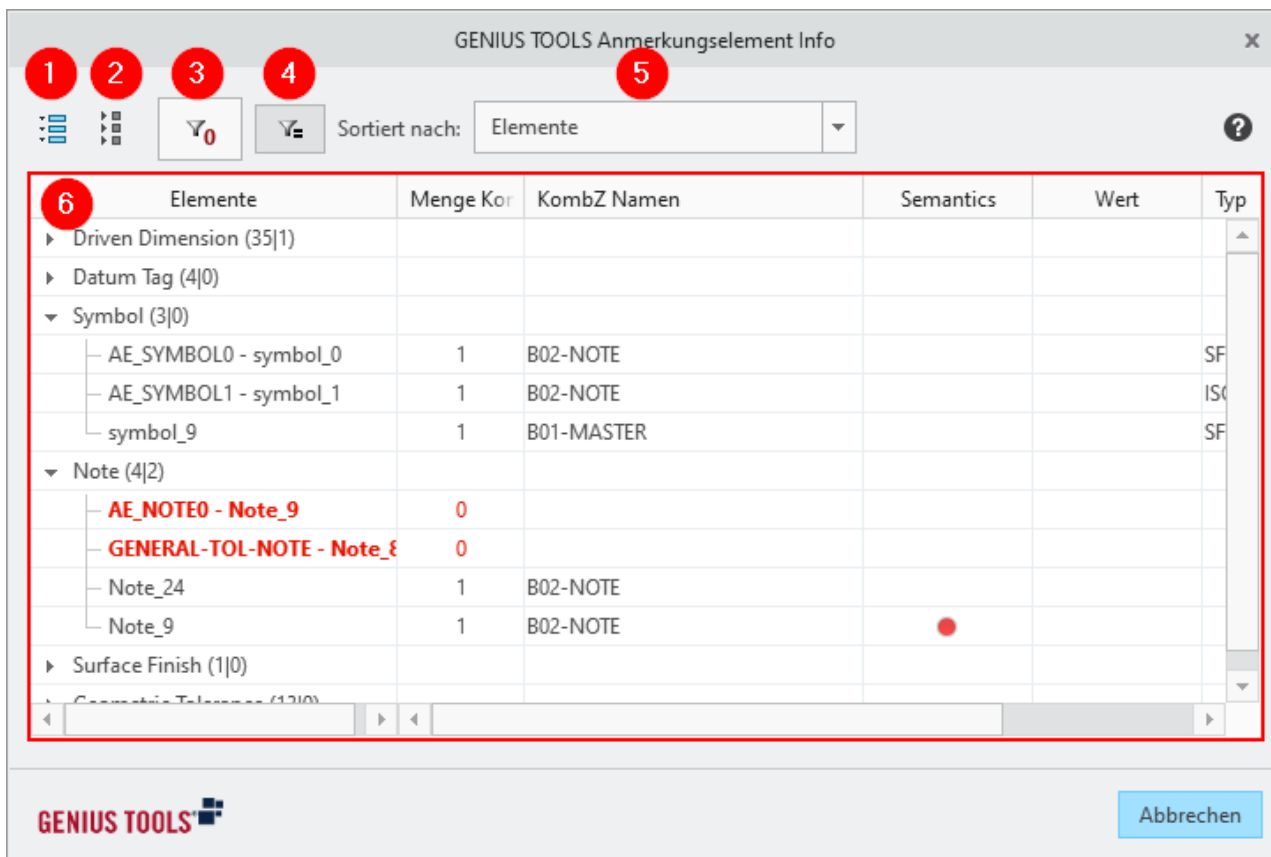 GENIUS TOOLS Anmerkungselement Info
1 2 3 4 5
0 Sortiert nach: Elemente
6 Elemente Menge Kor KombZ Namen Semantics Wert Typ
Driven Dimension (35|1)
Datum Tag (4|0)
Symbol (3|0)
AE_SYMBOL0 - symbol_0 1 B02-NOTE SF
AE_SYMBOL1 - symbol_1 1 B02-NOTE IS
symbol_9 1 B01-MASTER SF
Note (4|2)
AE_NOTE0 - Note_9 0
GENERAL-TOL-NOTE - Note_8 0
Note_24 1 B02-NOTE
Note_9 1 B02-NOTE
Surface Finish (1|0)
GENIUS TOOLS
Abbrechen